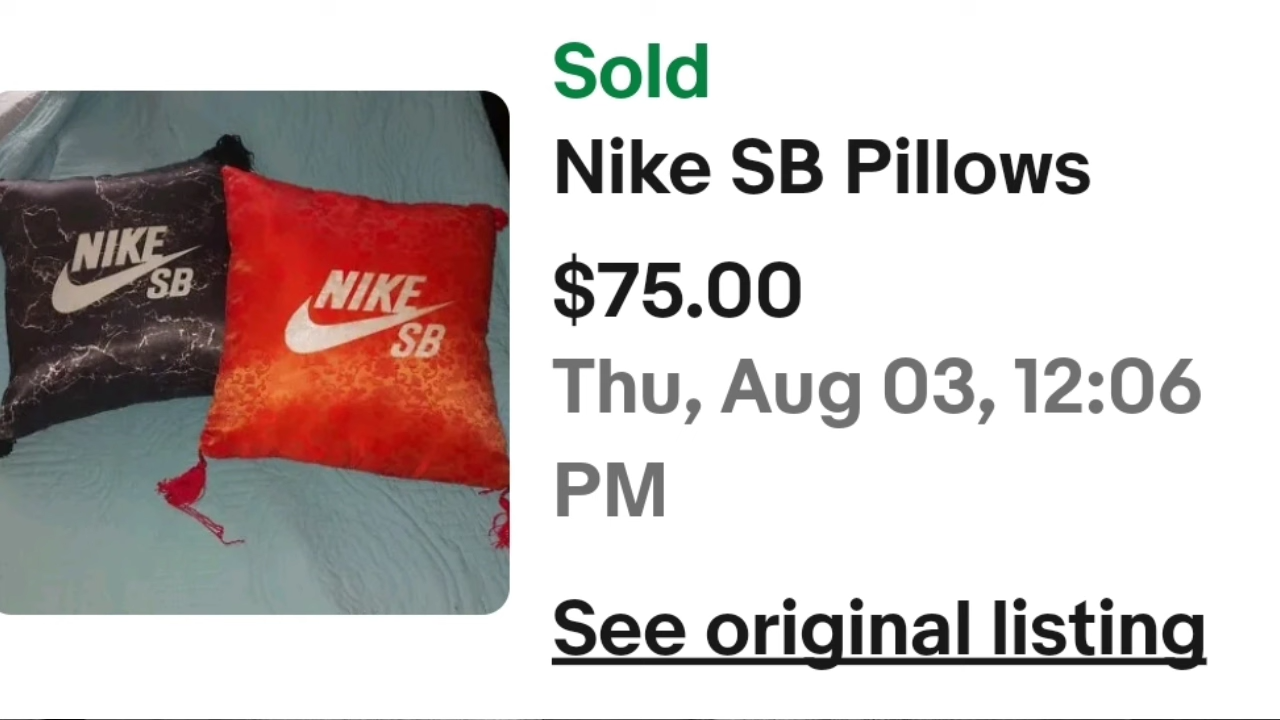 Sold
Nike SB Pillows
$75.00
Thu, Aug 03, 12:06
PM
See original listing
NIKE
SB
NIKE
SB